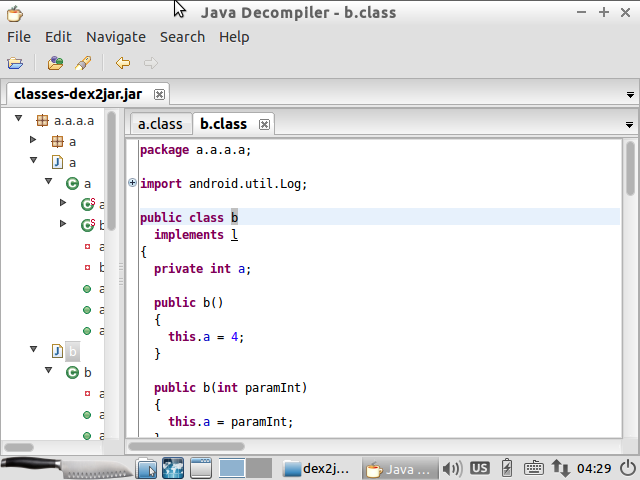 Java Decompiler - b.class
File Edit Navigate Search Help
classes-dex2jar.jar
a.class b.class
a.a.a.a
a
a
a
a
b
a
b
a
a
a
b
b
a
a
a
package a.a.a.a;
import android.util.Log;
public class b
implements l
{
private int a;
public b()
{
this.a = 4;
}
public b(int paramInt)
{
this.a = paramInt;
dex2j... Java ... US 04:29